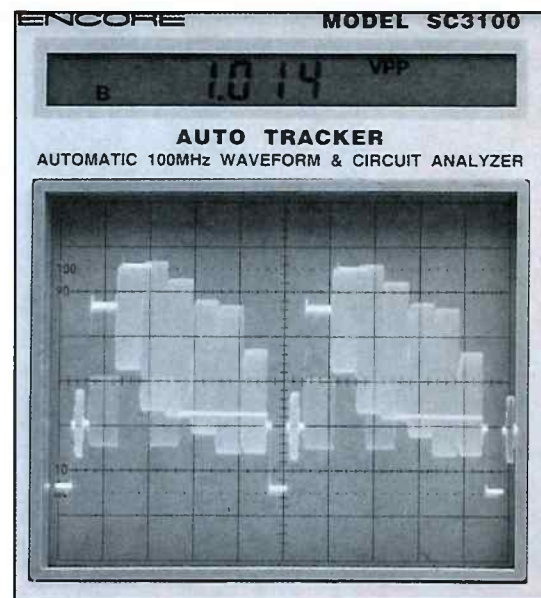 ENCORE MODEL SC3100
B 1.014 VPP
AUTO TRACKER
AUTOMATIC 100MHz WAVEFORM & CIRCUIT ANALYZER
100
90
10